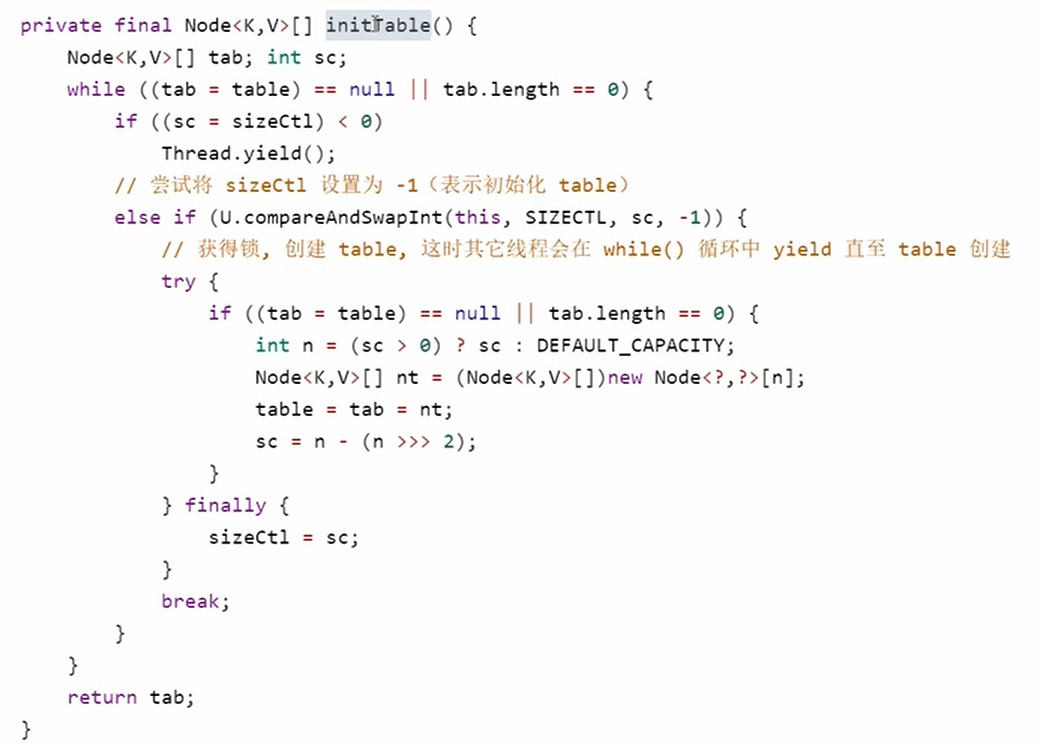 private final Node<K,V>[] initTable() {
    Node<K,V>[] tab; int sc;
    while ((tab = table) == null || tab.length == 0) {
        if ((sc = sizeCtl) < 0)
            Thread.yield();
        // 尝试将 sizeCtl 设置为 -1（表示初始化 table）
        else if (U.compareAndSwapInt(this, SIZECTL, sc, -1)) {
            // 获得锁, 创建 table, 这时其它线程会在 while() 循环中 yield 直至 table 创建
            try {
                if ((tab = table) == null || tab.length == 0) {
                    int n = (sc > 0) ? sc : DEFAULT_CAPACITY;
                    Node<K,V>[] nt = (Node<K,V>[])new Node<?,?>[n];
                    table = tab = nt;
                    sc = n - (n >>> 2);
                }
            } finally {
                sizeCtl = sc;
            }
            break;
        }
    }
    return tab;
}